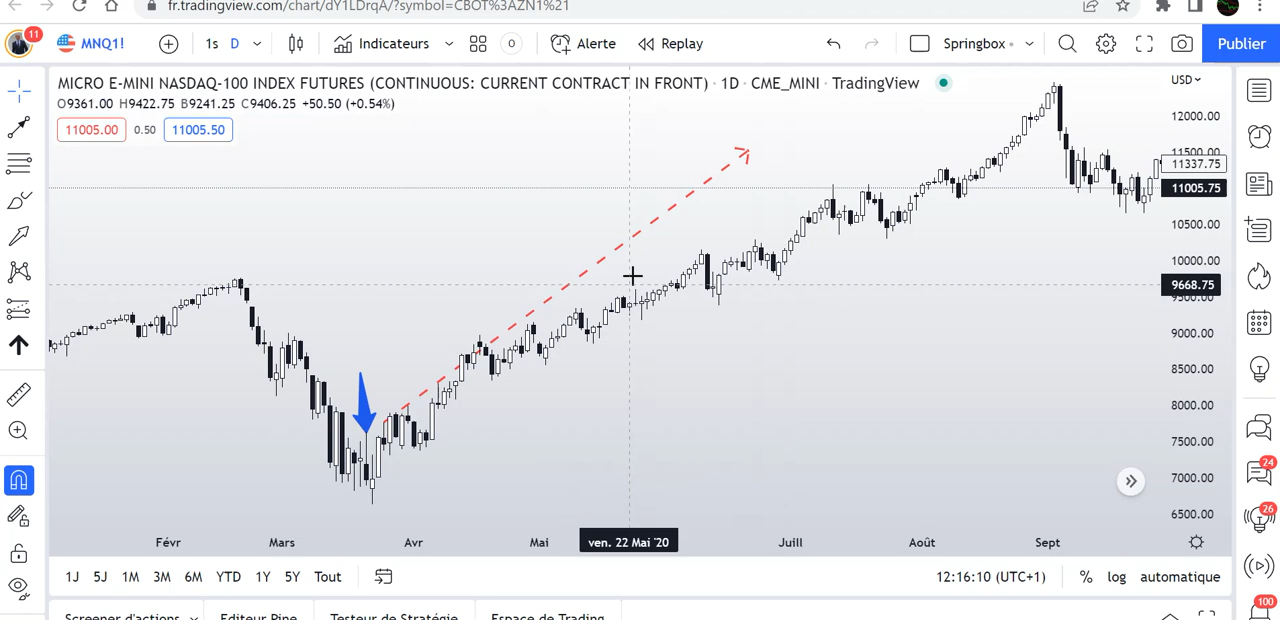 fr.tradingview.com/chart/dY1LDrqA/?symbol=CBOT%3AZN1%21
11
MNQ1!
1s D
Indicateurs
0
Alerte
Replay
Springbox
Publier
MICRO E-MINI NASDAQ-100 INDEX FUTURES (CONTINUOUS: CURRENT CONTRACT IN FRONT) · 1D · CME_MINI · TradingView
USD
O9361.00 H9422.75 B9241.25 C9406.25 +50.50 (+0.54%)
11005.00 0.50 11005.50
12000.00
11500.00
11337.75
11005.75
10500.00
10000.00
9668.75
9500.00
9000.00
8500.00
8000.00
7500.00
7000.00
6500.00
24
26
100
Févr Mars Avr Mai ven. 22 Mai '20 Juill Août Sept
1J 5J 1M 3M 6M YTD 1Y 5Y Tout
12:16:10 (UTC+1) % log automatique
Screener d'actions Editeur Pine Testeur de Stratégie Espace de Trading